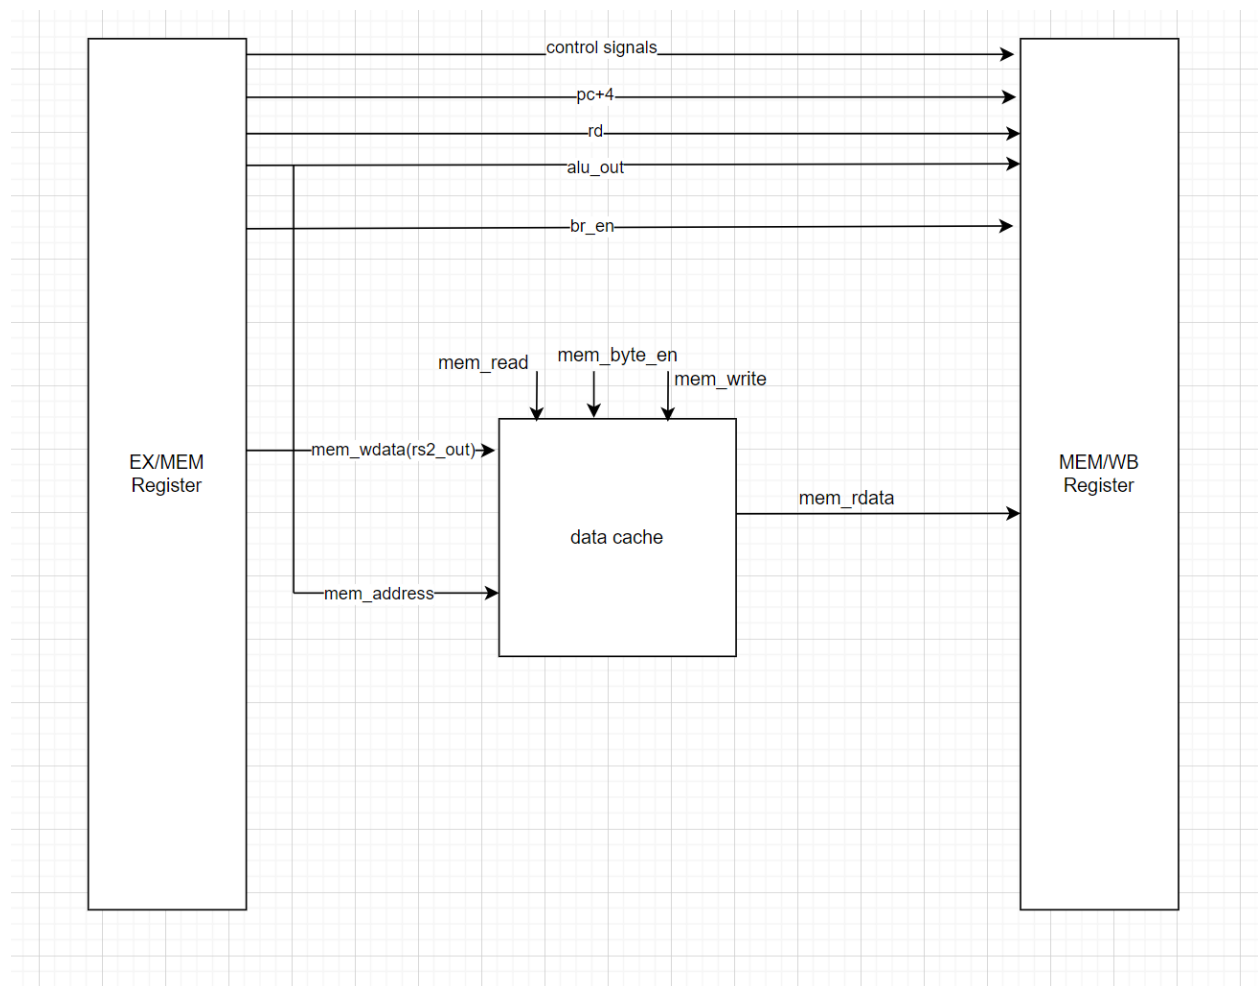 control signals
pc+4
rd
alu_out
br_en
mem_read
mem_byte_en
mem_write
mem_wdata(rs2_out)
EX/MEM
Register
MEM/WB
Register
mem_rdata
data cache
mem_address